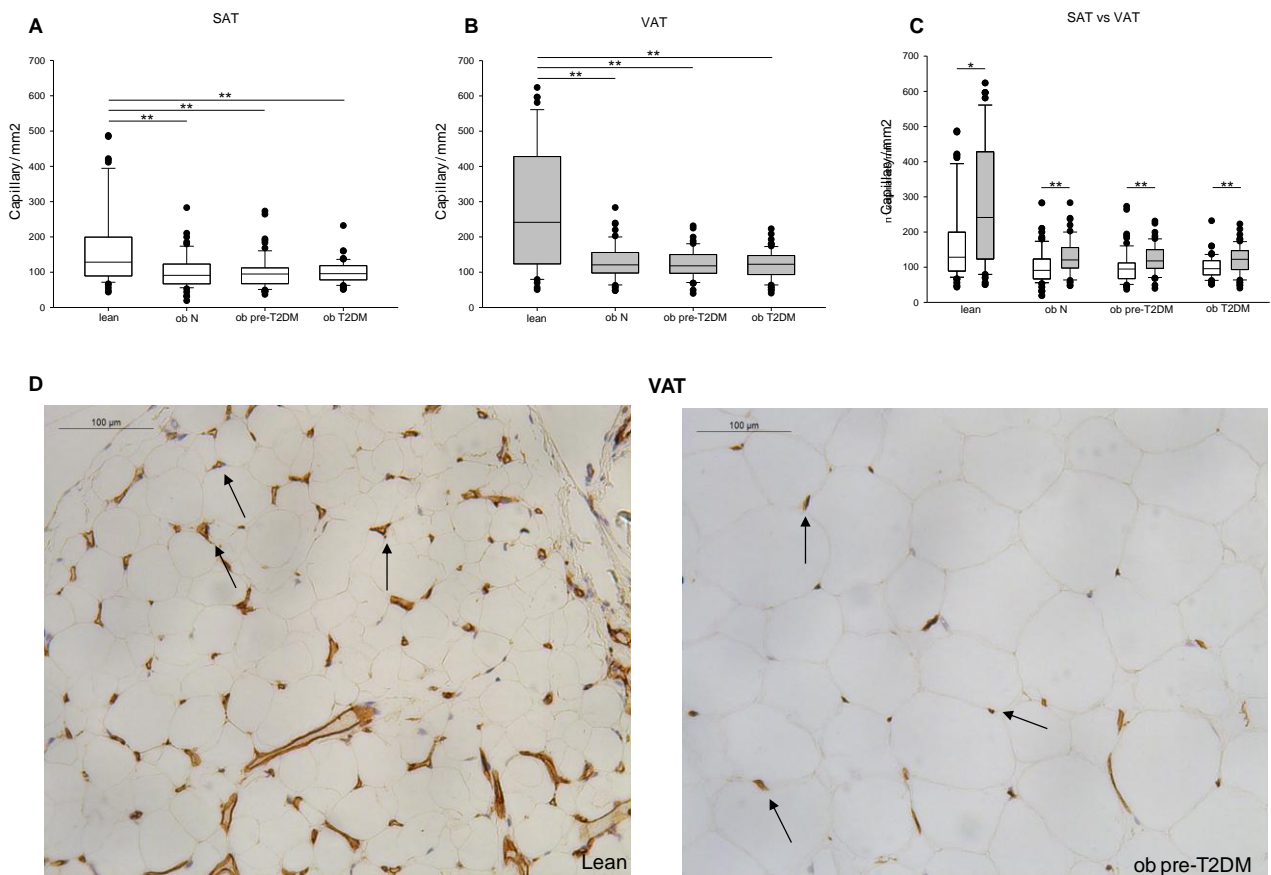 A
SAT
Capillary/mm2
700
600
500
400
300
200
100
0
**
**
**
lean
ob N
ob pre-T2DM
ob T2DM
B
VAT
Capillary/mm2
700
600
500
400
300
200
100
0
**
**
**
lean
ob N
ob pre-T2DM
ob T2DM
C
SAT vs VAT
Capillary/mm2
700
600
500
400
300
200
100
0
*
**
**
**
lean
ob N
ob pre-T2DM
ob T2DM
D
VAT
100 µm
Lean
100 µm
ob pre-T2DM